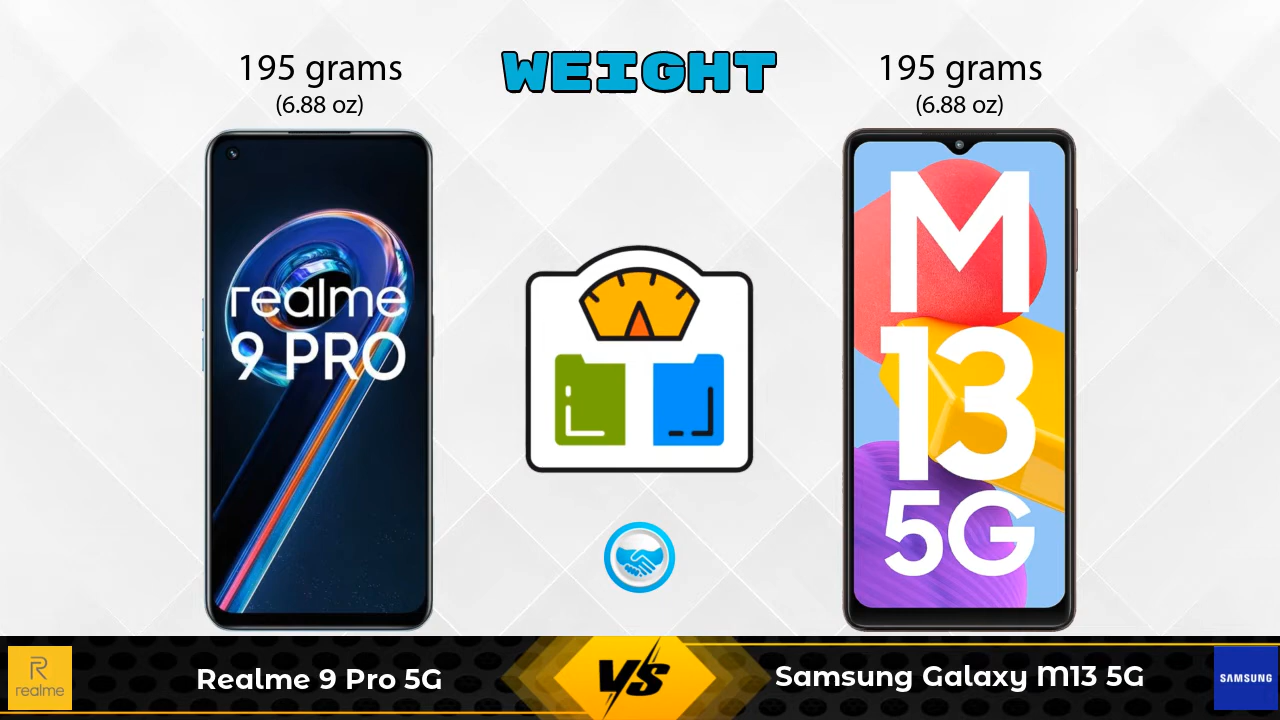 WEIGHT
195 grams
(6.88 oz)
195 grams
(6.88 oz)
realme
9 PRO
M
13
5G
R
realme
Realme 9 Pro 5G
VS
Samsung Galaxy M13 5G
SAMSUNG